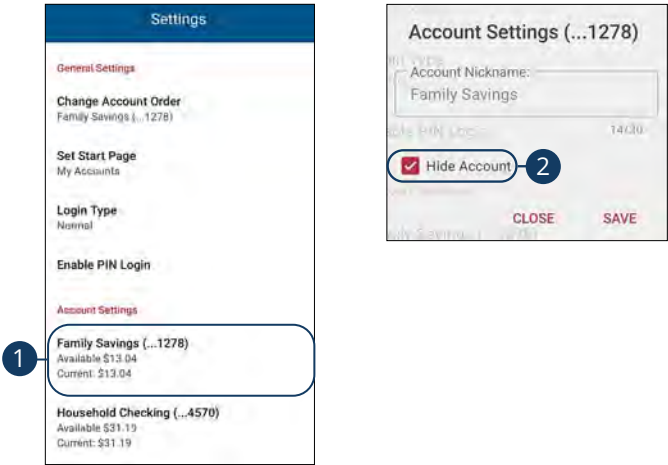 Settings
General Settings
Change Account Order
Family Savings (...1278)
Set Start Page
My Accounts
Login Type
Normal
Enable PIN Login
Account Settings
1
Family Savings (...1278)
Available $13.04
Current: $13.04
Household Checking (...4570)
Available $31.19
Current: $31.19
Account Settings (...1278)
Account Nickname:
Family Savings
14/30
Hide Account
2
CLOSE
SAVE